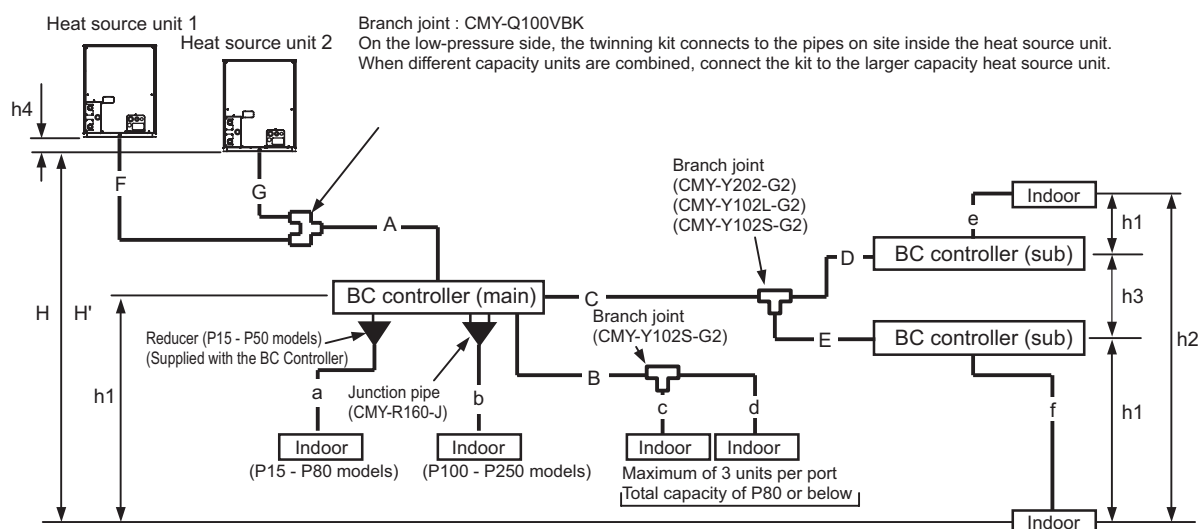 Heat source unit 1
Heat source unit 2
Branch joint : CMY-Q100VBK
On the low-pressure side, the twinning kit connects to the pipes on site inside the heat source unit.
When different capacity units are combined, connect the kit to the larger capacity heat source unit.
h4
F
G
A
H
H'
h1
BC controller (main)
Reducer (P15 - P50 models)
(Supplied with the BC Controller)
a
Junction pipe
(CMY-R160-J)
b
Indoor
(P15 - P80 models)
Indoor
(P100 - P250 models)
B
C
Branch joint
(CMY-Y102S-G2)
c
d
Indoor
Indoor
Maximum of 3 units per port
Total capacity of P80 or below
Branch joint
(CMY-Y202-G2)
(CMY-Y102L-G2)
(CMY-Y102S-G2)
D
E
e
Indoor
BC controller (sub)
BC controller (sub)
f
Indoor
h1
h3
h2
h1